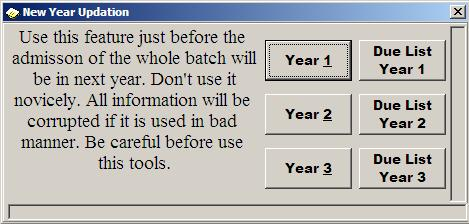 New Year Updation
Use this feature just before the
admisson of the whole batch will
be in next year. Don't use it
novicely. All information will be
corrupted if it is used in bad
manner. Be careful before use
this tools.
Year 1
Due List
Year 1
Year 2
Due List
Year 2
Year 3
Due List
Year 3